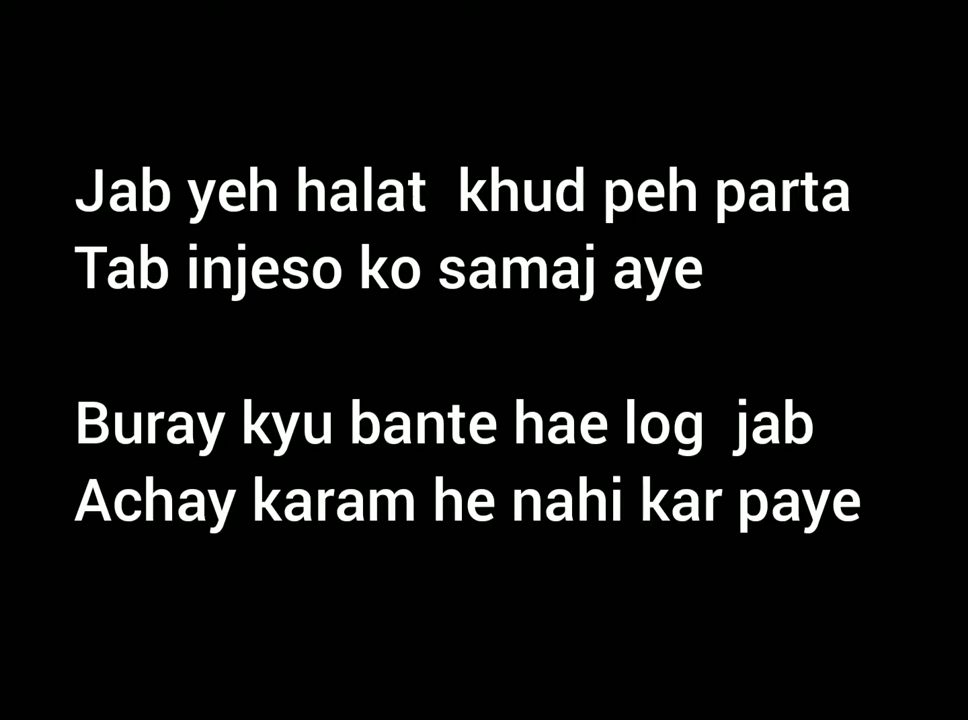 Jab yeh halat khud peh parta
Tab injeso ko samaj aye
Buray kyu bante hae log jab
Achay karam he nahi kar paye